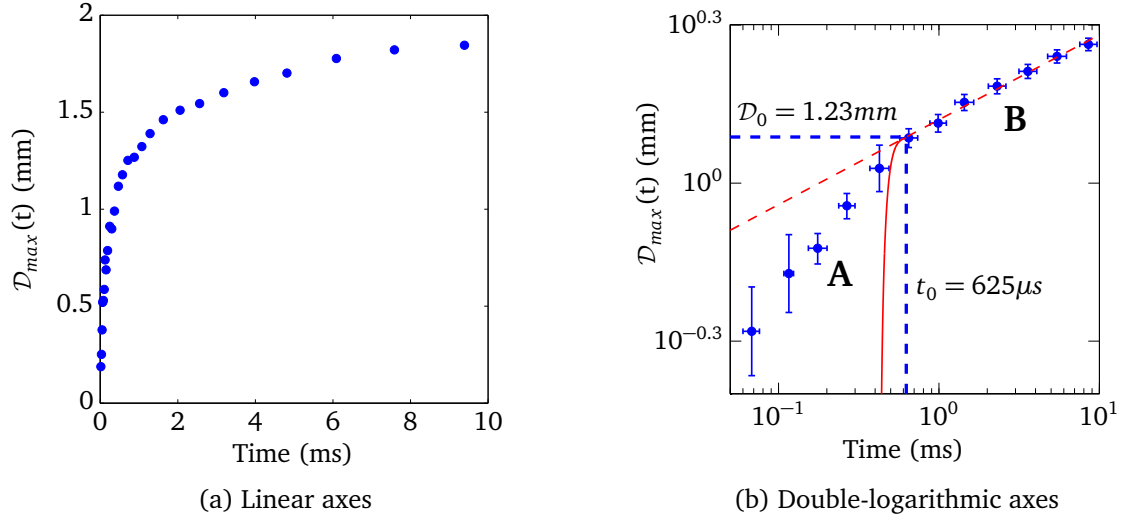 2
1.5
1
0.5
0
0 2 4 6 8 10
𝒟ₘₐₓ(t) (mm)
Time (ms)
(a) Linear axes
10^0.3
10^0
10^−0.3
10^−1 10^0 10^1
𝒟ₘₐₓ(t) (mm)
𝒟₀ = 1.23mm
B
A
t₀ = 625μs
Time (ms)
(b) Double-logarithmic axes